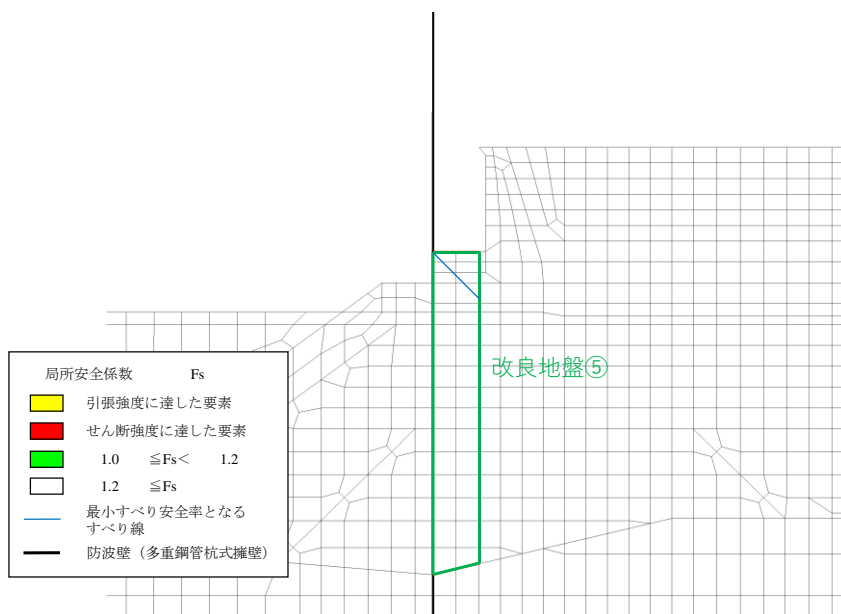 改良地盤⑤
局所安全係数 Fs
引張強度に達した要素
せん断強度に達した要素
1.0 ≦Fs< 1.2
1.2 ≦Fs
最小すべり安全率となる
すべり線
防波壁（多重鋼管杭式擁壁）